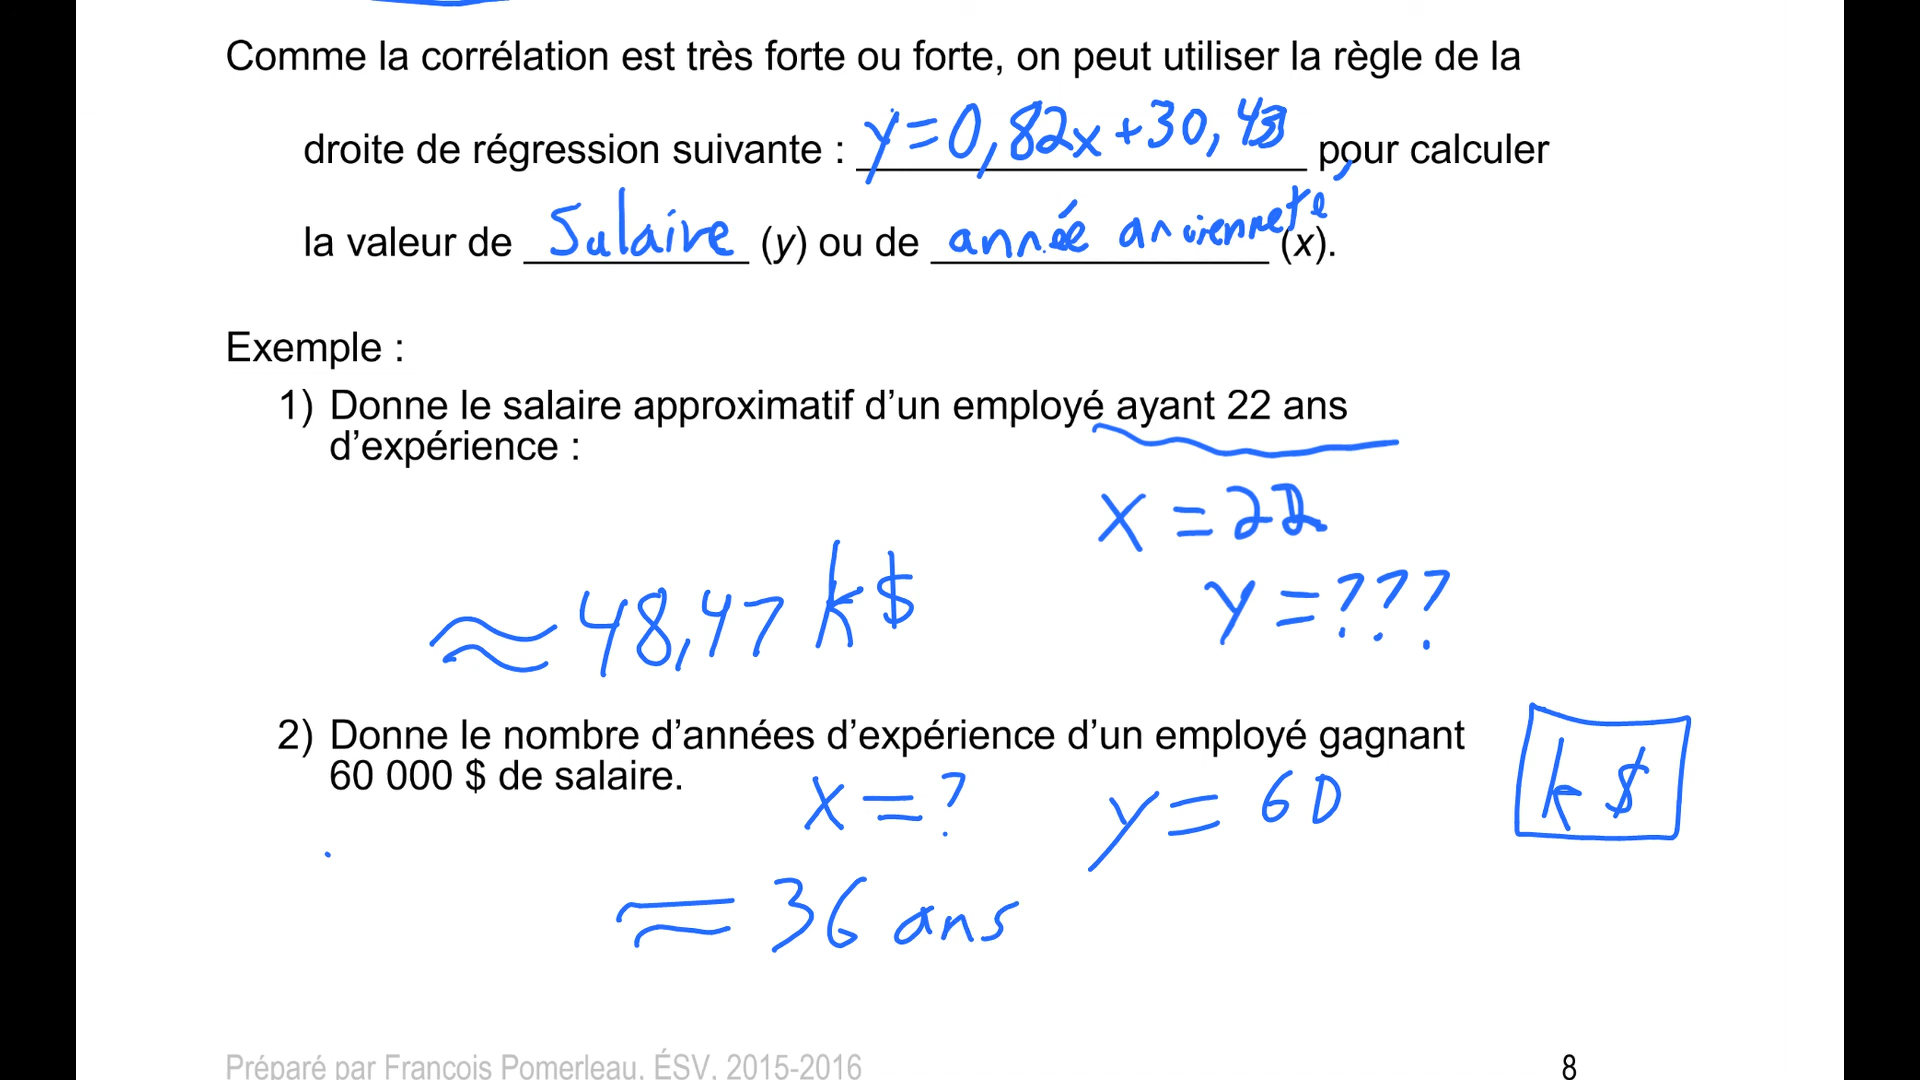 Comme la corrélation est très forte ou forte, on peut utiliser la règle de la
droite de régression suivante : y=0,82x+30,43 pour calculer
la valeur de Salaire (y) ou de année ancienneté (x).
Exemple :
1) Donne le salaire approximatif d’un employé ayant 22 ans
d’expérience :
x = 22
y = ???
≈ 48,47 k$
2) Donne le nombre d’années d’expérience d’un employé gagnant
60 000 $ de salaire.
x = ? y = 60
k $
≈ 36 ans
Préparé par François Pomerleau, ÉSV, 2015-2016 8